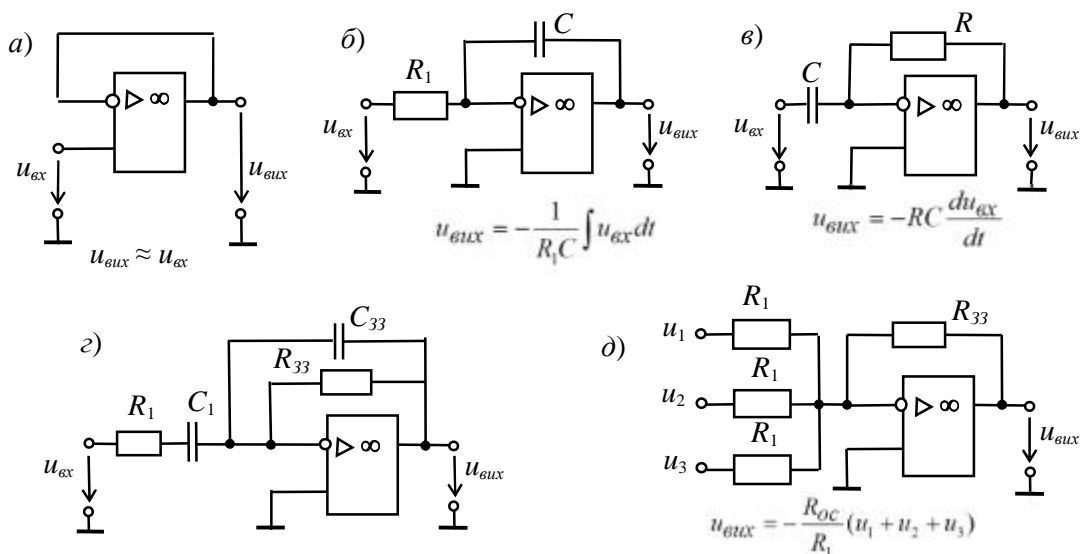 а)
▷ ∞
uвх
uвих
uвих ≈ uвх
б)
C
R1
▷ ∞
uвх
uвих
uвих = −1/(R1C) ∫ uвх dt
в)
R
C
▷ ∞
uвх
uвих
uвих = −RC duвх/dt
г)
CЗЗ
RЗЗ
R1
C1
▷ ∞
uвх
uвих
д)
R1
RЗЗ
u1
R1
u2
▷ ∞
R1
u3
uвих
uвих = −Rос/R1 (u1 + u2 + u3)